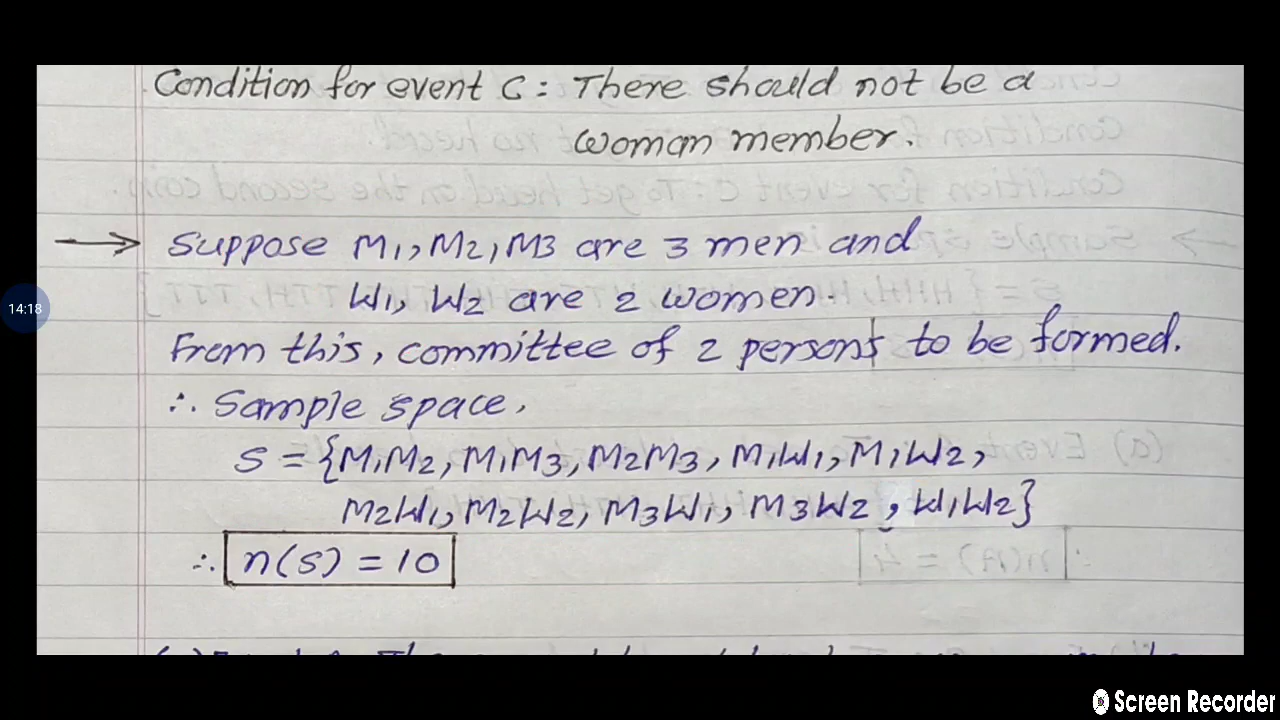 Condition for event C : There should not be a
woman member.
→ Suppose M1, M2, M3 are 3 men and
W1, W2 are 2 women.
14:18
From this, committee of 2 persons to be formed.
∴ Sample space,
S = {M1M2, M1M3, M2M3, M1W1, M1W2,
M2W1, M2W2, M3W1, M3W2, W1W2}
∴ n(S) = 10
Screen Recorder